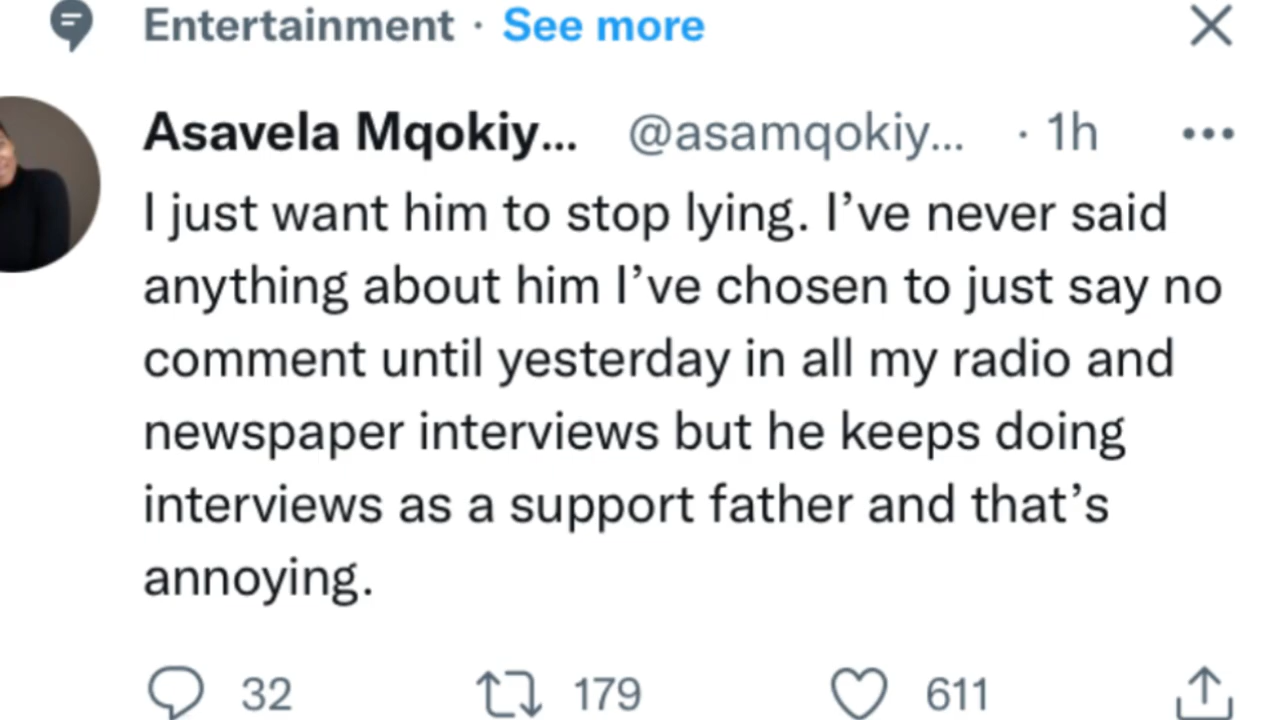 Entertainment · See more
Asavela Mqokiy... @asamqokiy... · 1h
I just want him to stop lying. I’ve never said
anything about him I’ve chosen to just say no
comment until yesterday in all my radio and
newspaper interviews but he keeps doing
interviews as a support father and that’s
annoying.
32 179 611